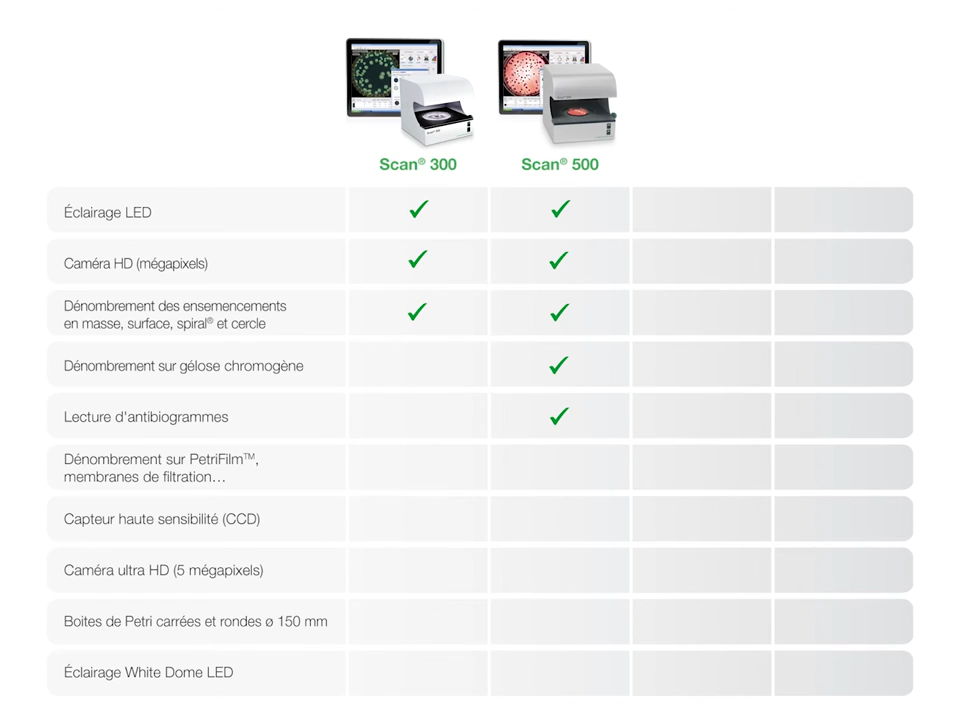 Scan® 300
Scan® 500
Éclairage LED
Caméra HD (mégapixels)
Dénombrement des ensemencements
en masse, surface, spiral® et cercle
Dénombrement sur gélose chromogène
Lecture d'antibiogrammes
Dénombrement sur PetriFilm™,
membranes de filtration…
Capteur haute sensibilité (CCD)
Caméra ultra HD (5 mégapixels)
Boites de Petri carrées et rondes ø 150 mm
Éclairage White Dome LED